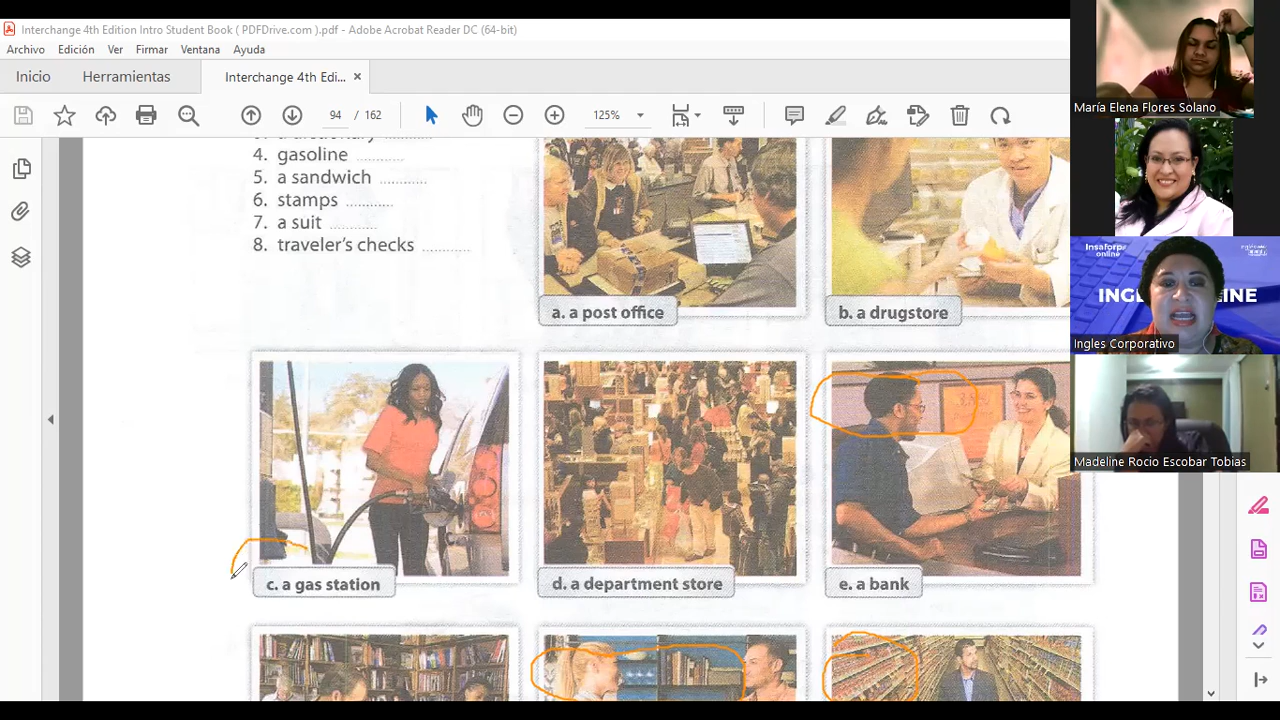 Interchange 4th Edition Intro Student Book ( PDFDrive.com ).pdf - Adobe Acrobat Reader DC (64-bit)
Archivo Edición Ver Firmar Ventana Ayuda
Inicio Herramientas Interchange 4th Edi... ×
94 / 162 125%
4. gasoline ...........
5. a sandwich ...........
6. stamps ...........
7. a suit ...........
8. traveler's checks ...........
a. a post office
b. a drugstore
c. a gas station
d. a department store
e. a bank
María Elena Flores Solano
Insaforp
online
Ingles Corporativo
Madeline Rocio Escobar Tobias